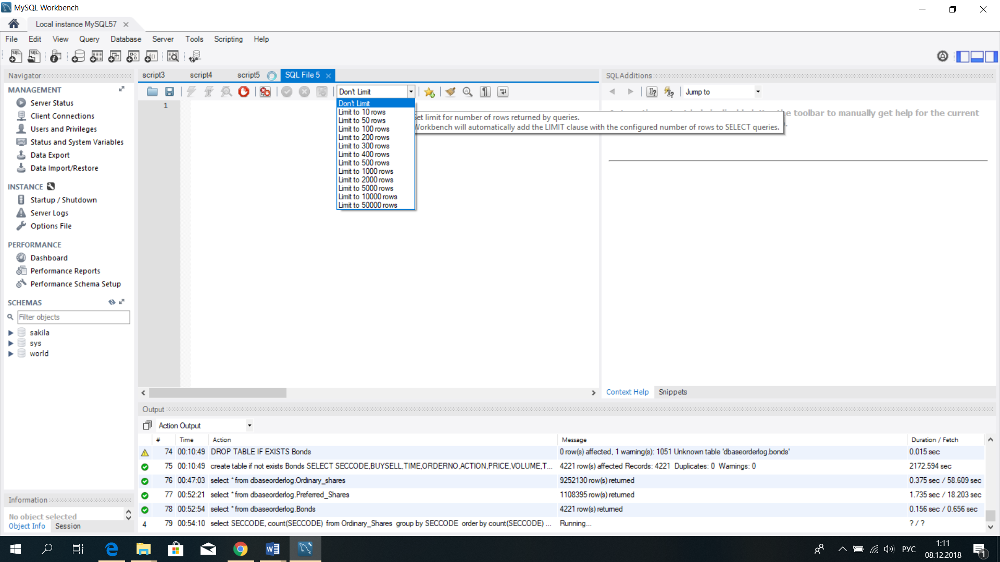 MySQL Workbench
Local instance MySQL57
File Edit View Query Database Server Tools Scripting Help
Navigator
MANAGEMENT
Server Status
Client Connections
Users and Privileges
Status and System Variables
Data Export
Data Import/Restore
INSTANCE
Startup / Shutdown
Server Logs
Options File
PERFORMANCE
Dashboard
Performance Reports
Performance Schema Setup
SCHEMAS
Filter objects
sakila
sys
world
Information
No object selected
Object Info Session
script3 script4 script5 SQL File 5
Don't Limit
1
Don't Limit
Limit to 10 rows
Limit to 50 rows
Limit to 100 rows
Limit to 200 rows
Limit to 300 rows
Limit to 400 rows
Limit to 500 rows
Limit to 1000 rows
Limit to 2000 rows
Limit to 5000 rows
Limit to 10000 rows
Limit to 50000 rows
limit for number of rows returned by queries.
will automatically add the LIMIT clause with the configured number of rows to SELECT queries.
SQLAdditions
Jump to
the toolbar to manually get help for the current
Context Help Snippets
Output
Action Output
# Time Action Message Duration / Fetch
74 00:10:49 DROP TABLE IF EXISTS Bonds 0 row(s) affected, 1 warning(s): 1051 Unknown table 'dbaseorderlog.bonds' 0.015 sec
75 00:10:49 create table if not exists Bonds SELECT SECCODE,BUYSELL,TIME,ORDERNO,ACTION,PRICE,VOLUME,T... 4221 row(s) affected Records: 4221 Duplicates: 0 Warnings: 0 2172.594 sec
76 00:47:03 select * from dbaseorderlog.Ordinary_shares 9252130 row(s) returned 0.375 sec / 58.609 sec
77 00:52:21 select * from dbaseorderlog.Preferred_Shares 1108395 row(s) returned 1.735 sec / 18.203 sec
78 00:52:54 select * from dbaseorderlog.Bonds 4221 row(s) returned 0.156 sec / 0.656 sec
4 79 00:54:10 select SECCODE, count(SECCODE) from Ordinary_Shares group by SECCODE order by count(SECCODE) ... Running... ? / ?
РУС
1:11
08.12.2018
1